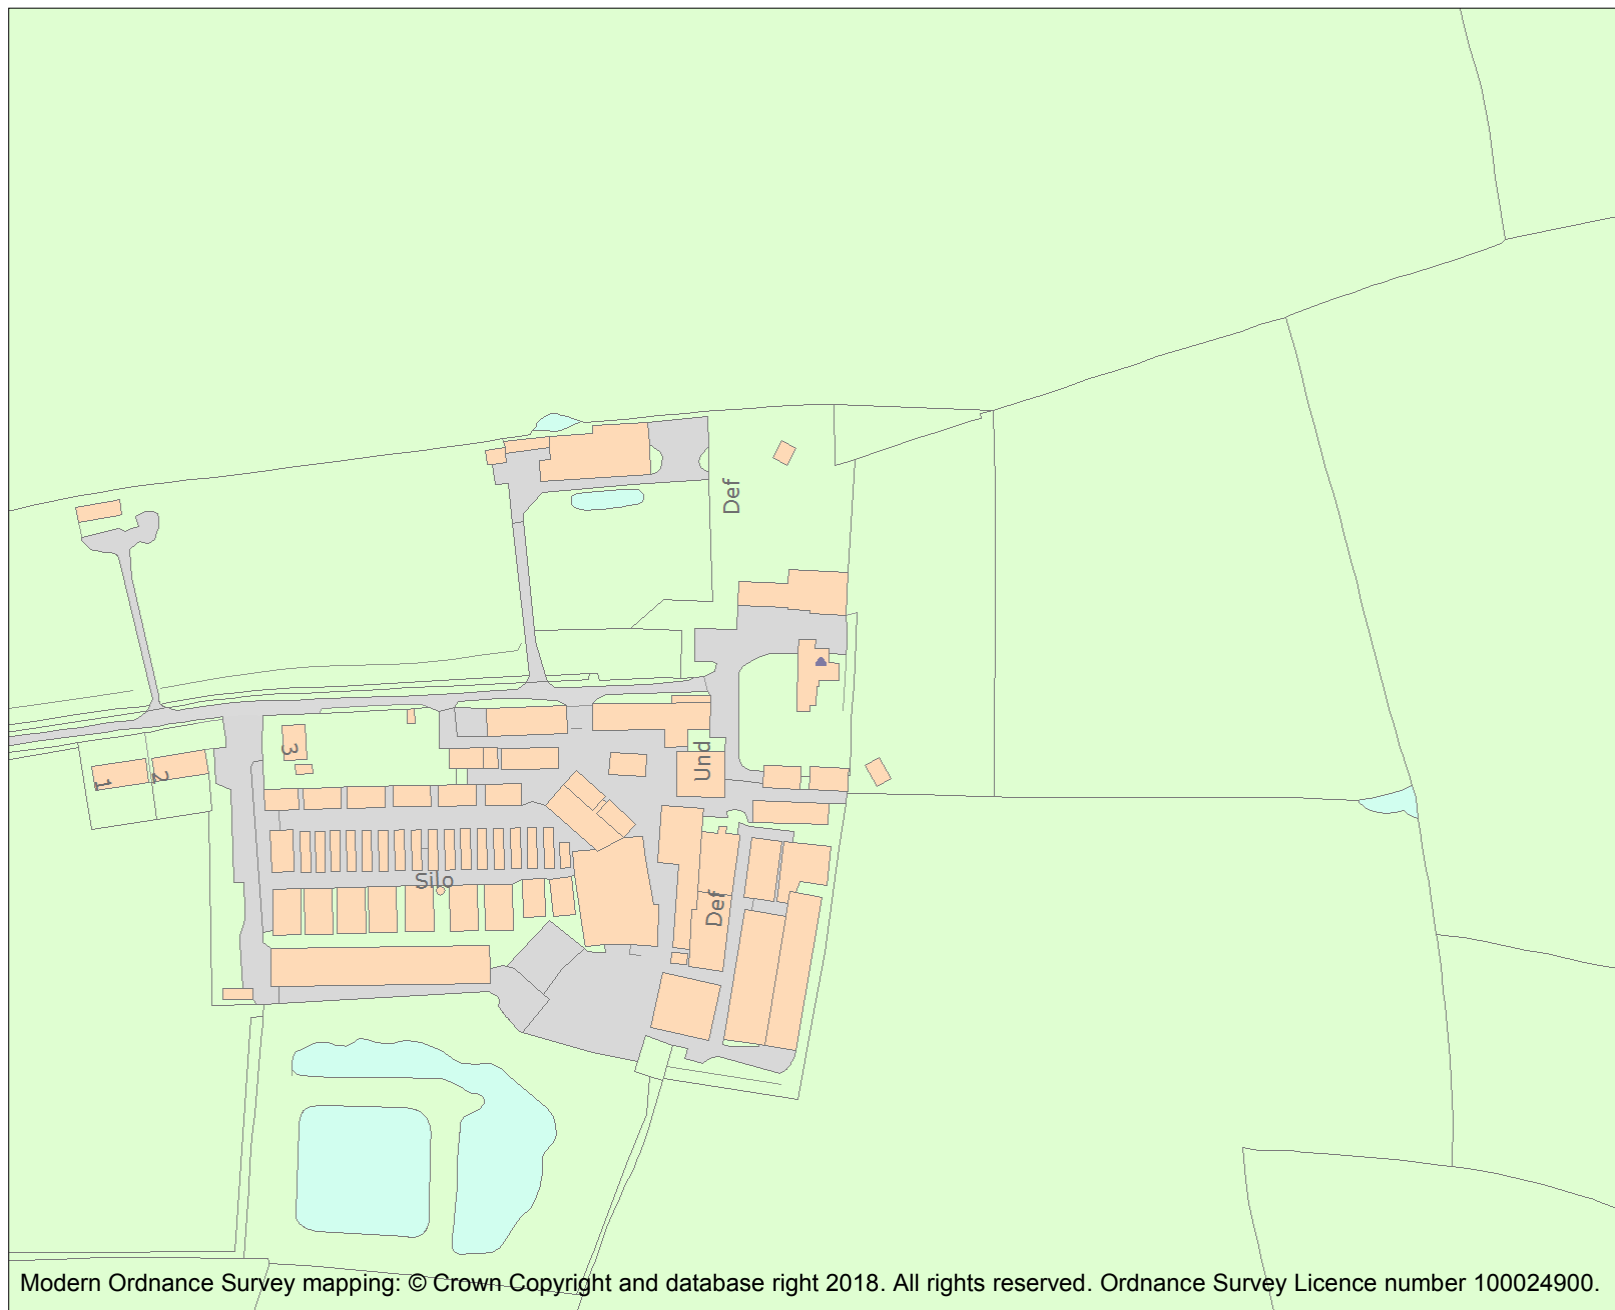 Def
Und
3
1
2
Silo
Def
Modern Ordnance Survey mapping: © Crown Copyright and database right 2018. All rights reserved. Ordnance Survey Licence number 100024900.